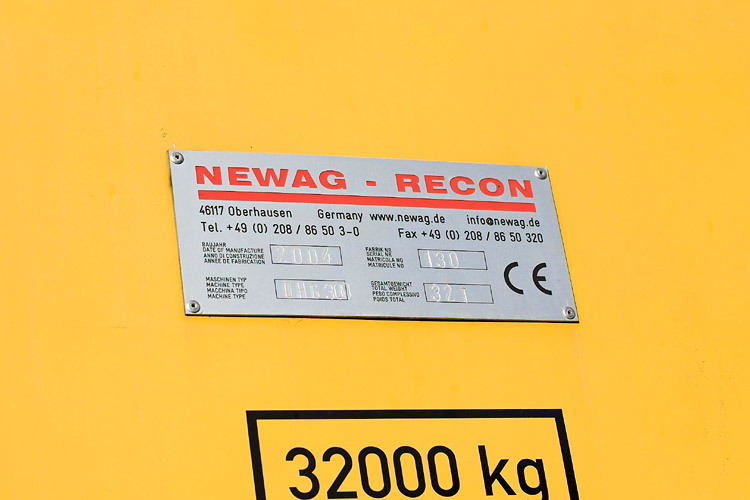 NEWAG - RECON
46117 Oberhausen Germany www.newag.de info@newag.de
Tel. +49 (0) 208 / 86 50 3-0 Fax +49 (0) 208 / 86 50 320
BAUJAHR
DATE OF MANUFACTURE
ANNO DI CONSTRUZIONE
ANNEE DE FABRICATION
2004
FABRIK NR
SERIAL NR.
MATRICOLA NO
MATRICULE NO
130
MASCHINEN TYP
MACHINE TYPE
MACCHINA TIPO
MACHINE TYPE
GESAMTGEWICHT
TOTAL WEIGHT
PESO COMPLESSIVO
POIDS TOTAL
32t
CE
32000 kg